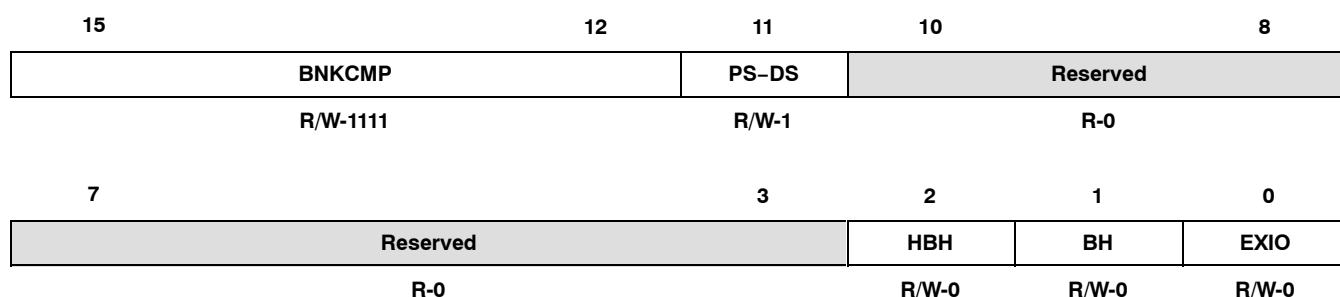 15 12 11 10 8
BNKCMP PS–DS Reserved
R/W-1111 R/W-1 R-0
7 3 2 1 0
Reserved HBH BH EXIO
R-0 R/W-0 R/W-0 R/W-0